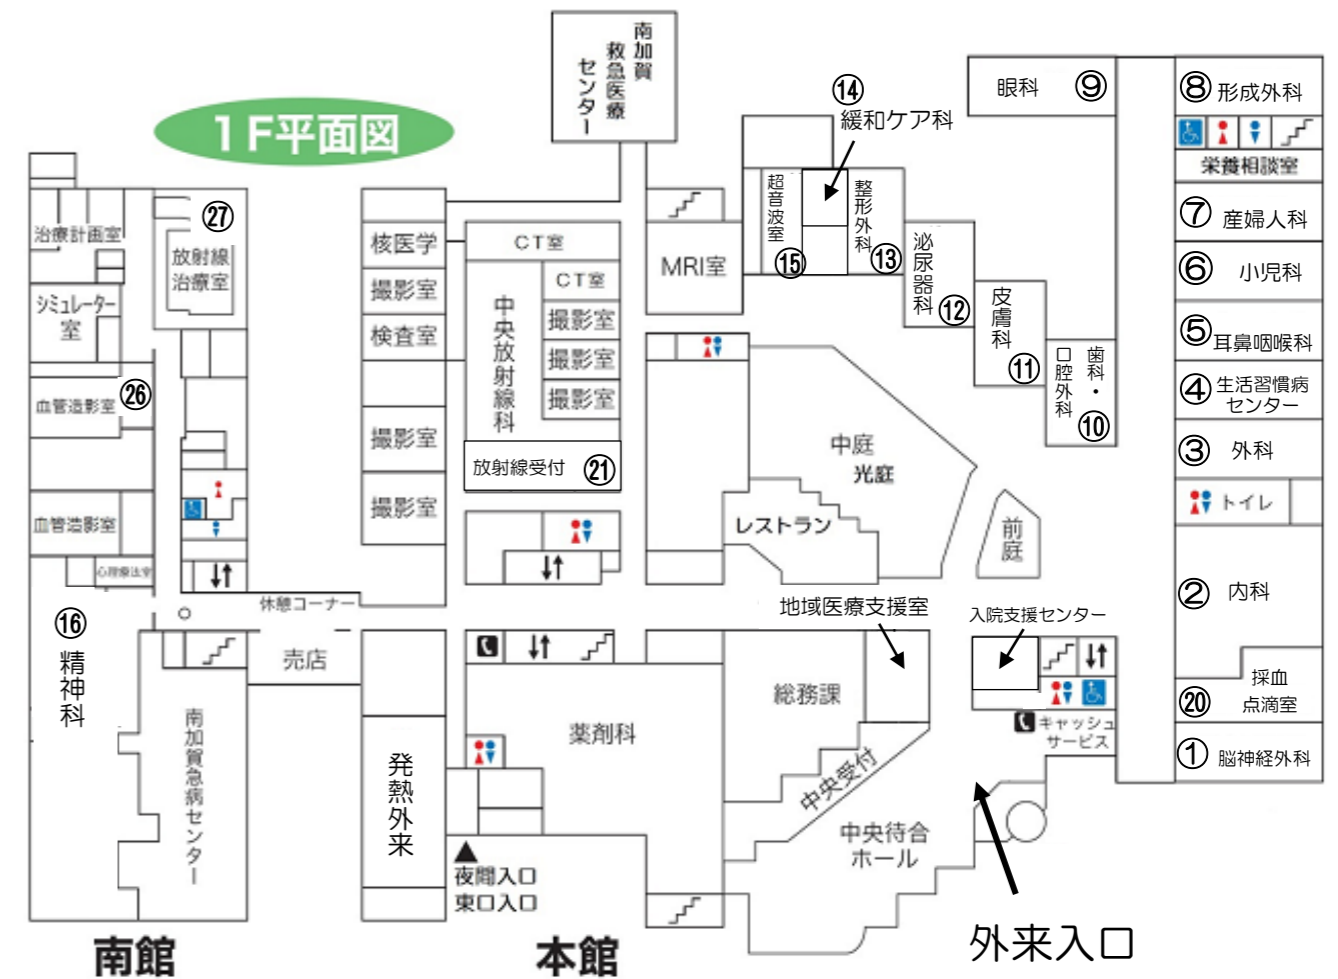 1F平面図
南加賀
救急医療
センター
⑭
緩和ケア科
眼科 ⑨
⑧ 形成外科
栄養相談室
⑦ 産婦人科
⑥ 小児科
⑤ 耳鼻咽喉科
④ 生活習慣病
センター
③ 外科
トイレ
② 内科
採血
⑳ 点滴室
① 脳神経外科
治療計画室
㉗
放射線
治療室
シミュレーター
室
血管造影室 ㉖
血管造影室
心理療法室
⑯
精神科
核医学
撮影室
検査室
撮影室
撮影室
CT室
CT室
撮影室
撮影室
撮影室
中央放射線科
放射線受付 ㉑
MRI室
超音波室
⑮
整形外科
⑬
泌尿器科
⑫
皮膚科
⑪
歯科・
口腔外科
⑩
中庭
光庭
レストラン
前庭
休憩コーナー
売店
地域医療支援室
入院支援センター
総務課
薬剤科
キャッシュ
サービス
中央受付
中央待合
ホール
南加賀急病センター
発熱外来
▲
夜間入口
東口入口
外来入口
南館
本館